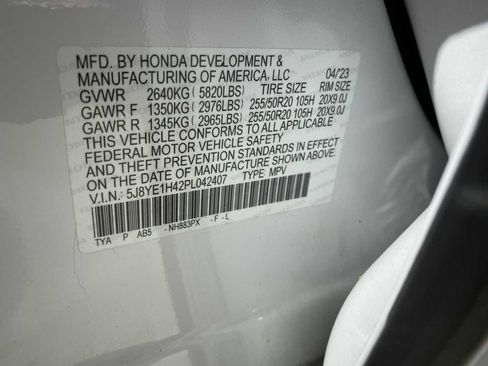 MFD. BY HONDA DEVELOPMENT &
MANUFACTURING OF AMERICA, LLC 04/23
GVWR 2640KG ( 5820LBS) TIRE SIZE RIM SIZE
GAWR F 1350KG ( 2976LBS) 255/50R20 105H 20X9.0J
GAWR R 1345KG ( 2965LBS) 255/50R20 105H 20X9.0J
THIS VEHICLE CONFORMS TO ALL APPLICABLE
FEDERAL MOTOR VEHICLE SAFETY
AND THEFT PREVENTION STANDARDS IN EFFECT
ON THE DATE OF MANUFACTURE SHOWN ABOVE.
V.I.N.: 5J8YE1H42PL042407 TYPE: MPV
TYA P AB5 - NH883PX - F - L